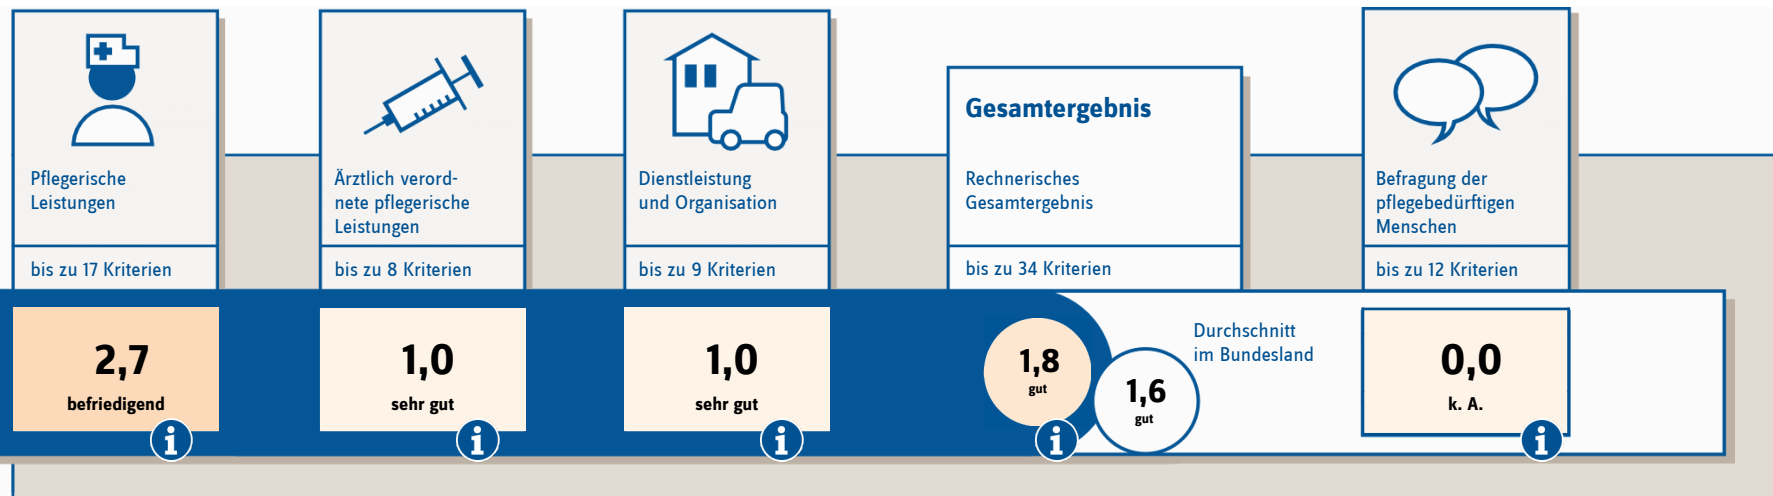 Pflegerische
Leistungen
bis zu 17 Kriterien
2,7
befriedigend
i
Ärztlich verord-
nete pflegerische
Leistungen
bis zu 8 Kriterien
1,0
sehr gut
i
Dienstleistung
und Organisation
bis zu 9 Kriterien
1,0
sehr gut
i
Gesamtergebnis
Rechnerisches
Gesamtergebnis
bis zu 34 Kriterien
1,8
gut
i
1,6
gut
Durchschnitt
im Bundesland
Befragung der
pflegebedürftigen
Menschen
bis zu 12 Kriterien
0,0
k. A.
i